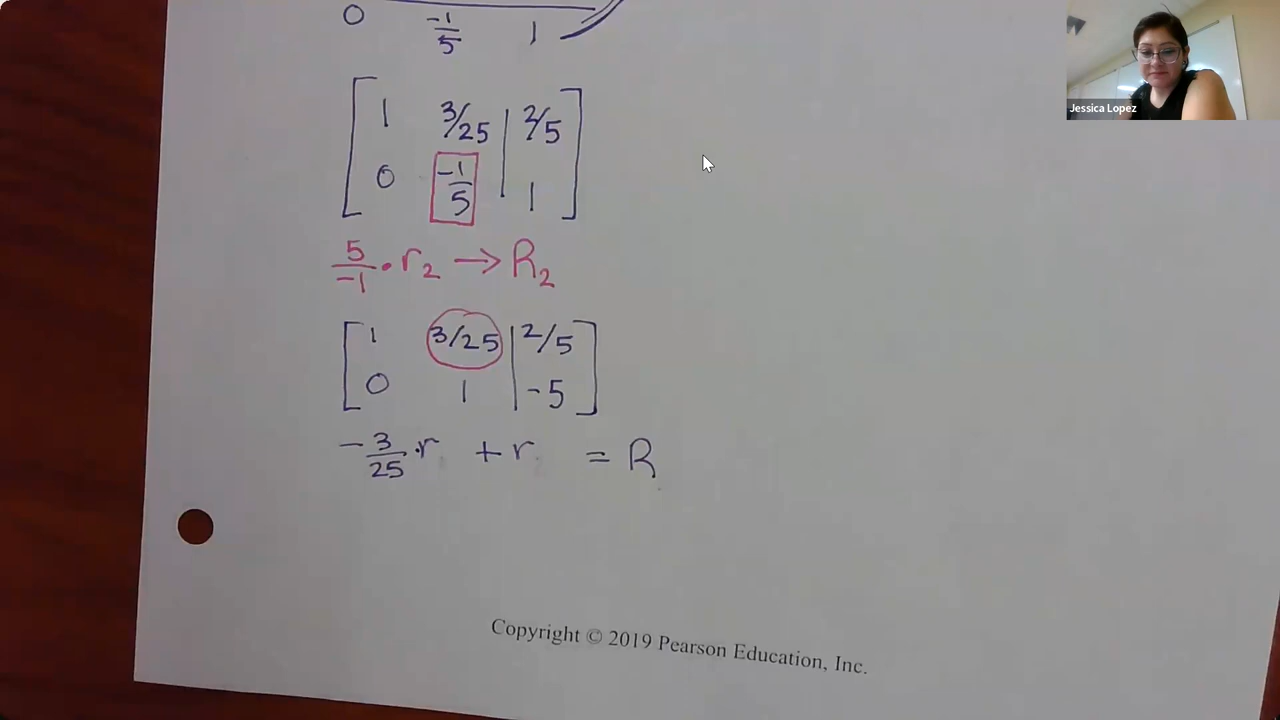 0 -1/5 1
1 3/25 | 2/5
0 -1/5 | 1
5/-1 • r₂ → R₂
1 3/25 | 2/5
0 1 | -5
-3/25 · r + r = R
Copyright © 2019 Pearson Education, Inc.
Jessica Lopez